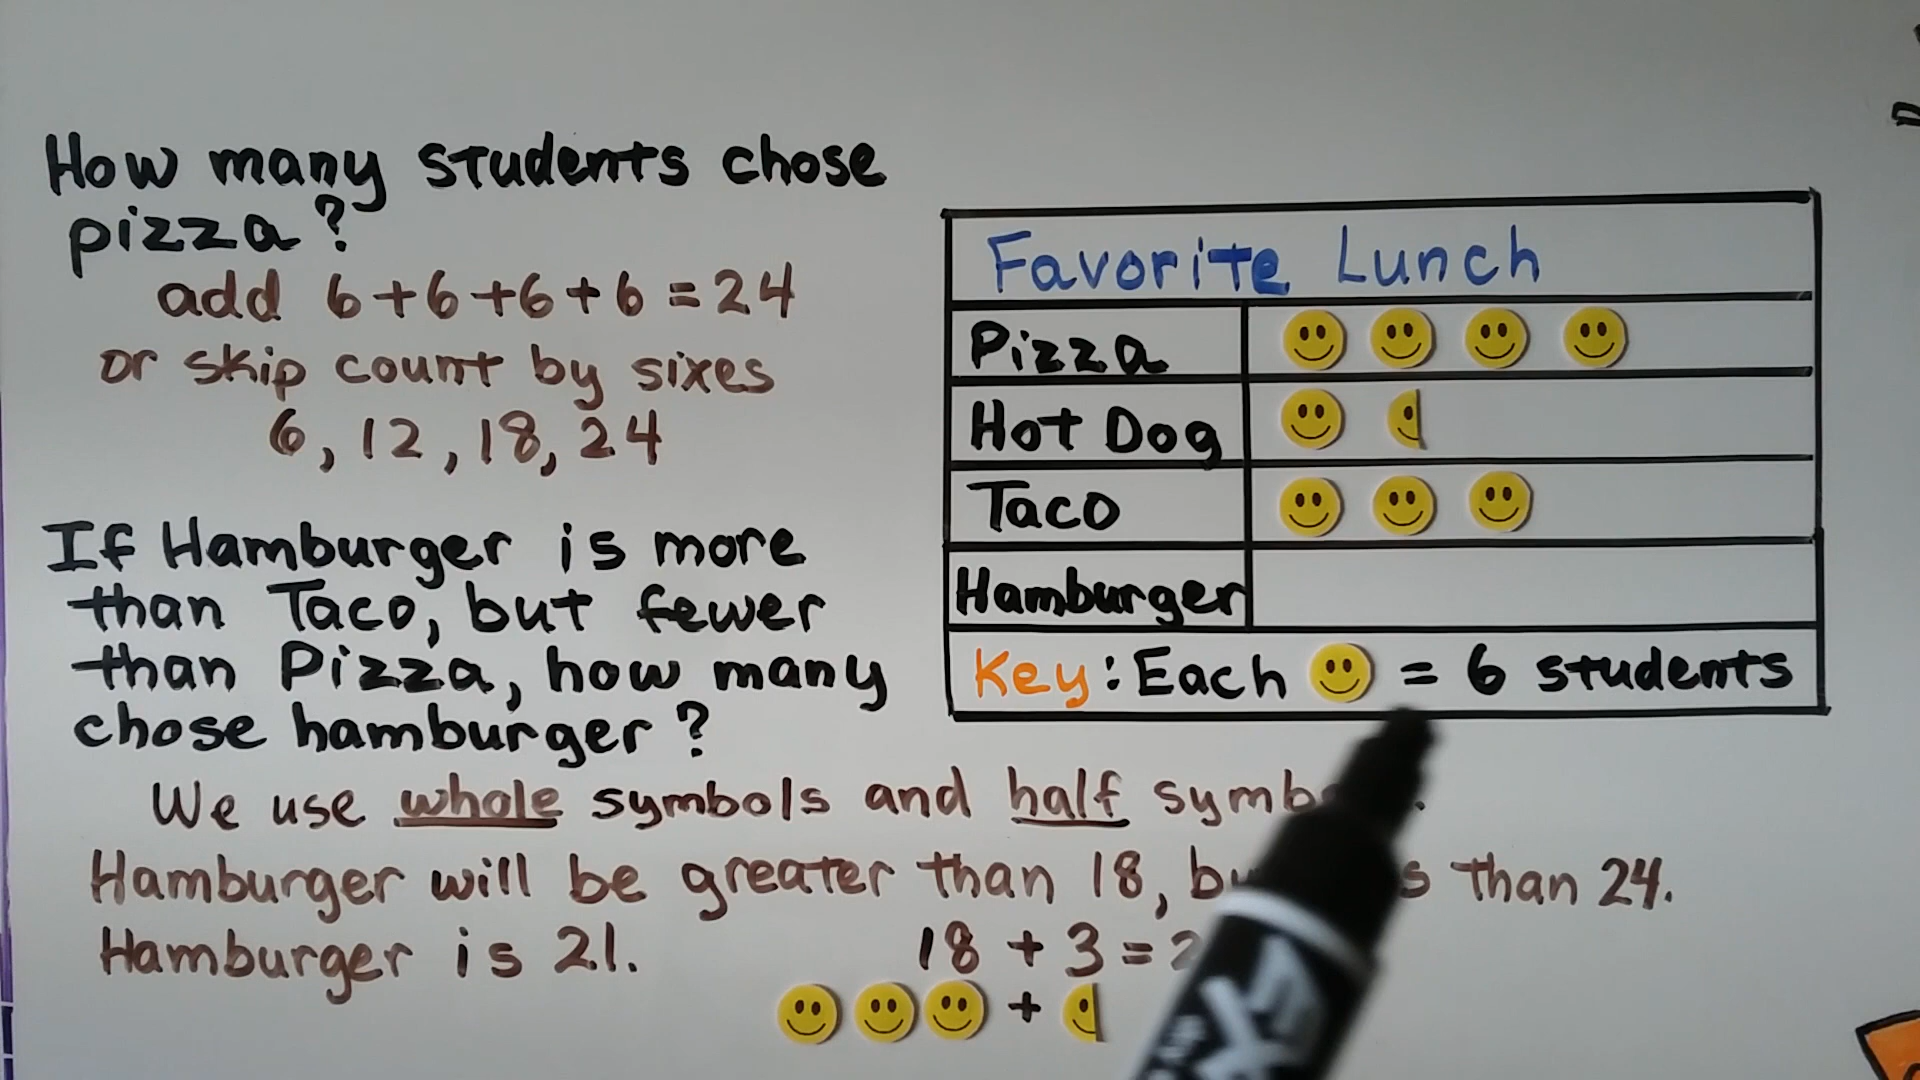 How many students chose
pizza?
add 6+6+6+6=24
or skip count by sixes
6, 12, 18, 24
If Hamburger is more
than Taco, but fewer
than Pizza, how many
chose hamburger?
Favorite Lunch
Pizza
Hot Dog
Taco
Hamburger
Key: Each = 6 students
We use whole symbols and half
Hamburger will be greater than 18, than 24.
Hamburger is 21.
18 + 3 =
+